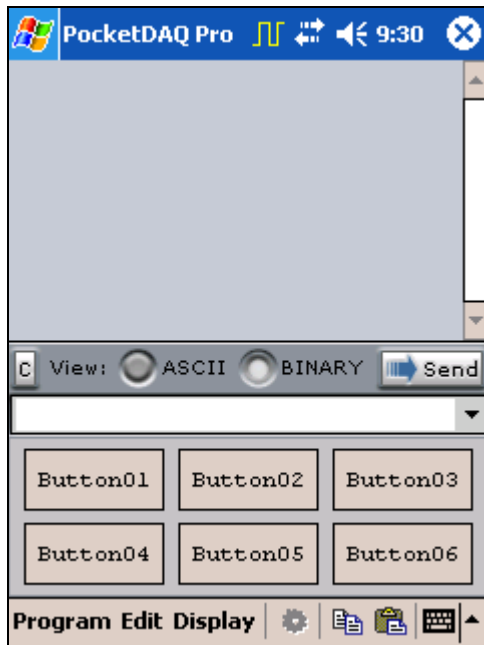 PocketDAQ Pro 9:30
C View: ASCII BINARY Send
Button01 Button02 Button03
Button04 Button05 Button06
Program Edit Display